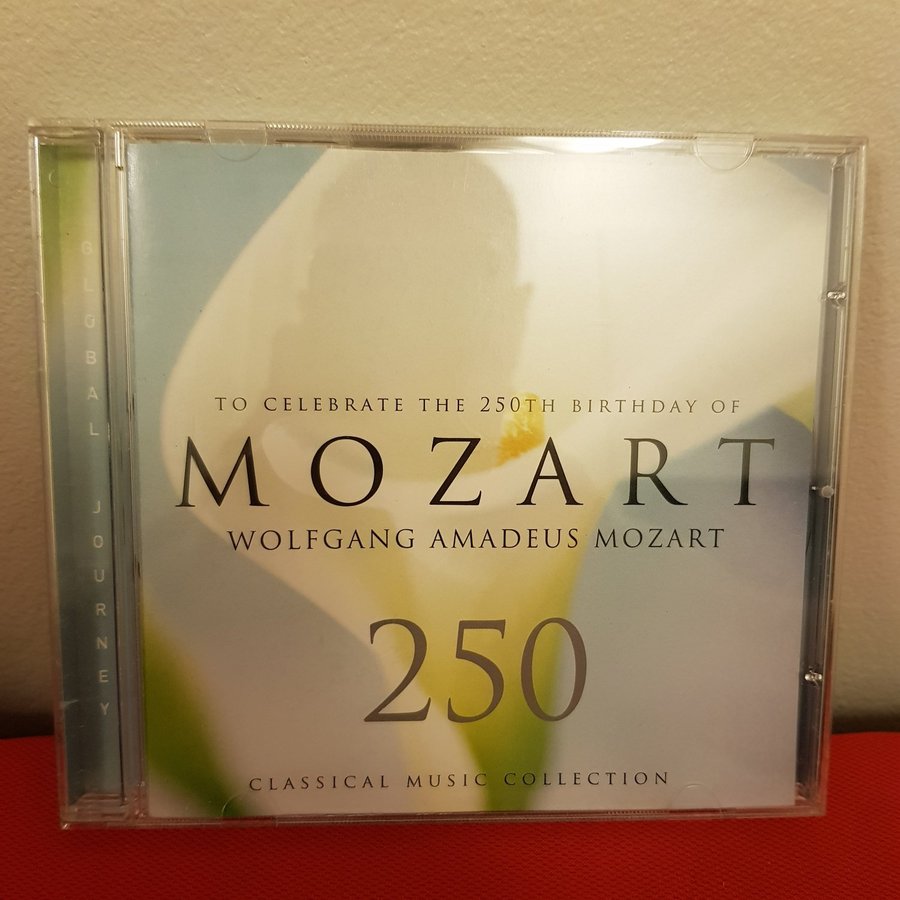 GLOBAL JOURNEY
TO CELEBRATE THE 250TH BIRTHDAY OF
MOZART
WOLFGANG AMADEUS MOZART
250
CLASSICAL MUSIC COLLECTION